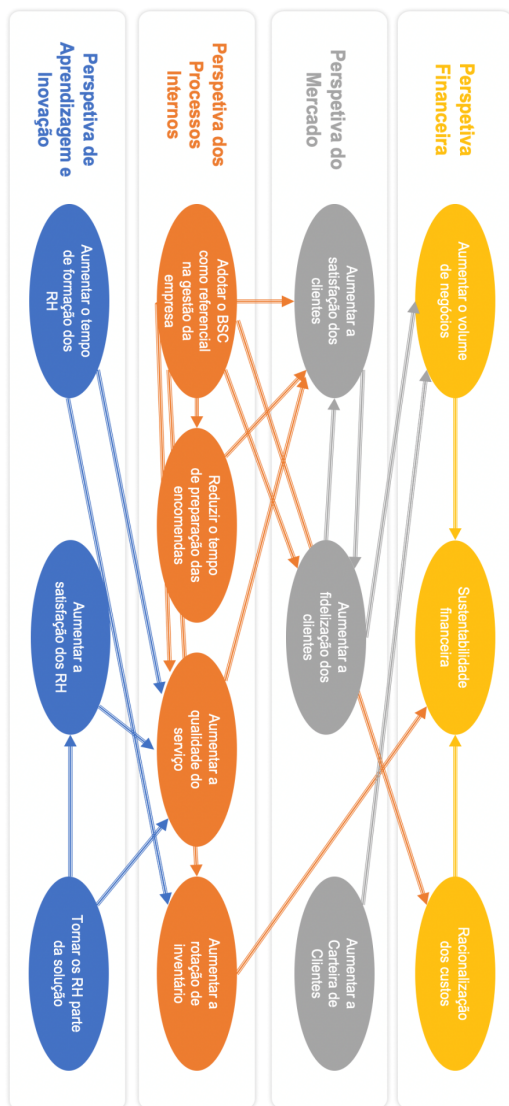 Perspetiva
Financeira
Aumentar o volume
de negócios
Sustentabilidade
financeira
Racionalização
dos custos
Perspetiva do
Mercado
Aumentar a
satisfação dos
clientes
Aumentar a
fidelização dos
clientes
Aumentar a
Carteira de
Clientes
Perspetiva dos
Processos
Internos
Adotar o BSC
como referencial
na gestão da
empresa
Reduzir o tempo
de preparação das
encomendas
Aumentar a
qualidade do
serviço
Aumentar a
rotação de
inventário
Perspetiva de
Aprendizagem e
Inovação
Aumentar o tempo
de formação dos
RH
Aumentar a
satisfação dos RH
Tornar os RH parte
da solução